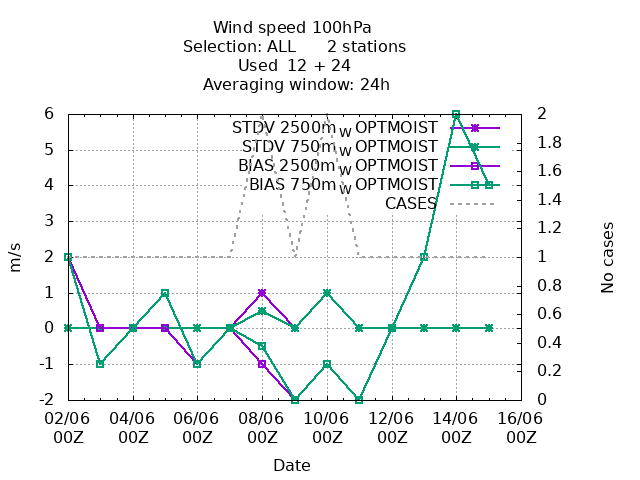 Wind speed 100hPa
Selection: ALL 2 stations
Used 12 + 24
Averaging window: 24h
STDV 2500m_W OPTMOIST
STDV 750m_W OPTMOIST
BIAS 2500m_W OPTMOIST
BIAS 750m_W OPTMOIST
CASES
m/s
6
5
4
3
2
1
0
-1
-2
2
1.8
1.6
1.4
1.2
1
0.8
0.6
0.4
0.2
0
No cases
02/06 04/06 06/06 08/06 10/06 12/06 14/06 16/06
00Z 00Z 00Z 00Z 00Z 00Z 00Z 00Z
Date